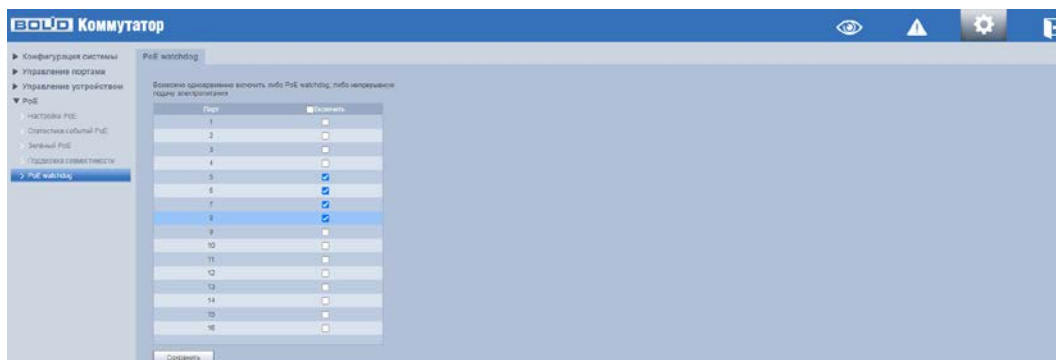 BOLID Коммутатор
Конфигурация системы
Управление портами
Управление устройством
PoE
Настройка PoE
Статистика событий PoE
Зелёный PoE
Поддержка совместимости
PoE watchdog
PoE watchdog
Возможно одновременно включить либо PoE watchdog, либо непрерывную
подачу электропитания
Порт Включить
1
2
3
4
5
6
7
8
9
10
11
12
13
14
15
16
Сохранить